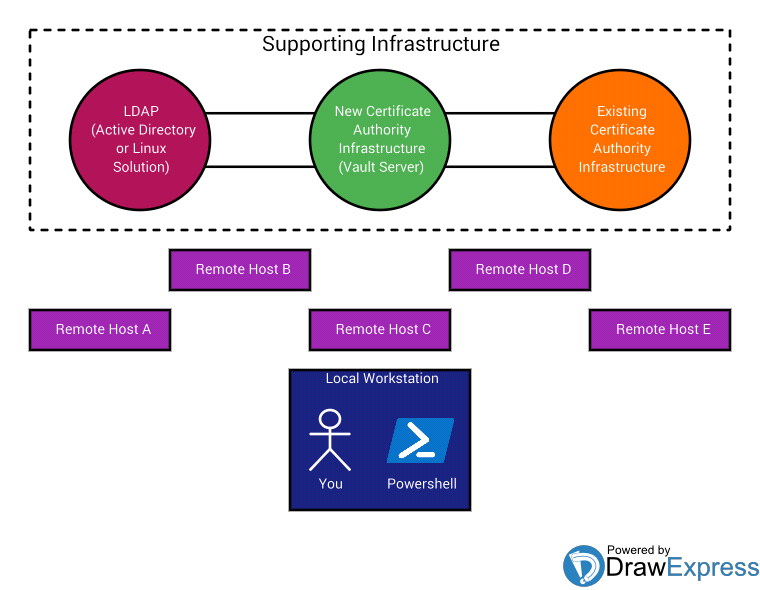 Supporting Infrastructure
LDAP
(Active Directory
or Linux
Solution)
New Certificate
Authority
Infrastructure
(Vault Server)
Existing
Certificate
Authority
Infrastructure
Remote Host B
Remote Host D
Remote Host A
Remote Host C
Remote Host E
Local Workstation
You
Powershell
Powered by
DrawExpress